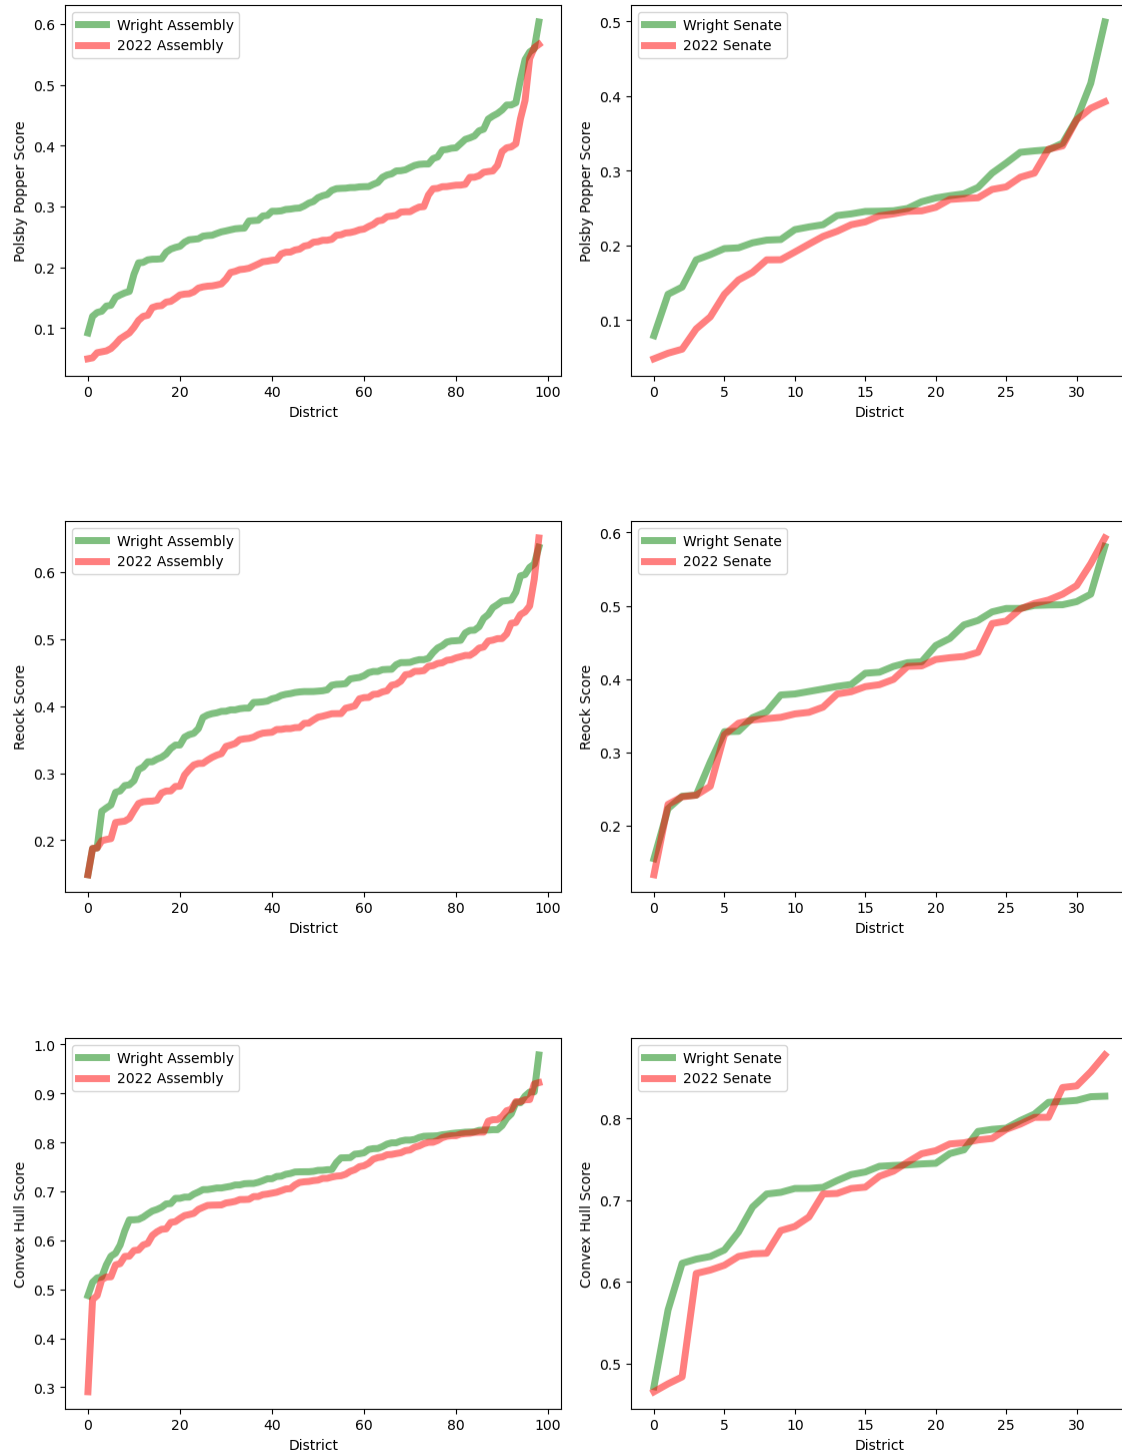 Wright Assembly
2022 Assembly
Polsby Popper Score
0.6
0.5
0.4
0.3
0.2
0.1
0 20 40 60 80 100
District
Wright Senate
2022 Senate
Polsby Popper Score
0.5
0.4
0.3
0.2
0.1
0 5 10 15 20 25 30
District
Wright Assembly
2022 Assembly
Reock Score
0.6
0.5
0.4
0.3
0.2
0 20 40 60 80 100
District
Wright Senate
2022 Senate
Reock Score
0.6
0.5
0.4
0.3
0.2
0 5 10 15 20 25 30
District
Wright Assembly
2022 Assembly
Convex Hull Score
1.0
0.9
0.8
0.7
0.6
0.5
0.4
0.3
0 20 40 60 80 100
District
Wright Senate
2022 Senate
Convex Hull Score
0.8
0.7
0.6
0.5
0 5 10 15 20 25 30
District